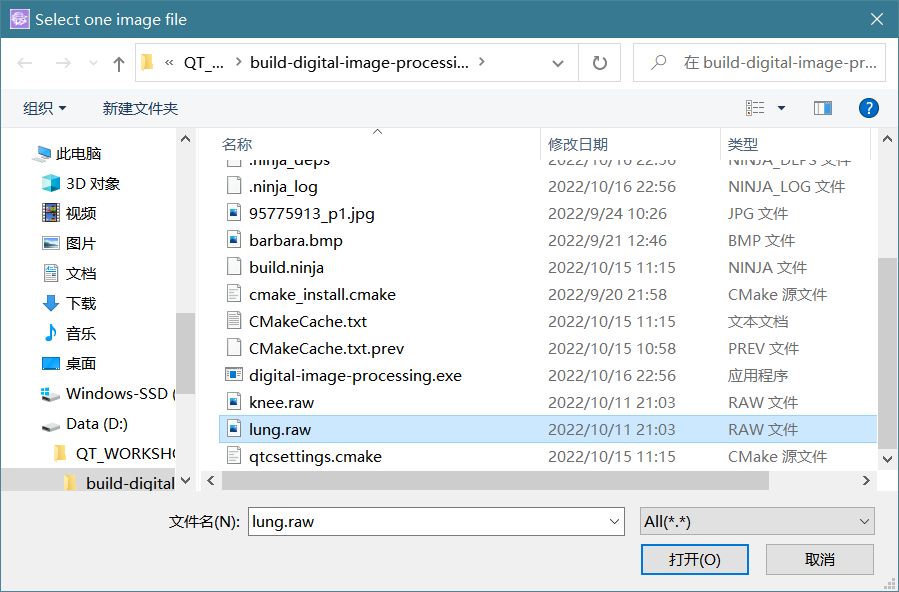 Select one image file
« QT_... › build-digital-image-processi... ›
在 build-digital-image-pr...
组织 新建文件夹
此电脑
3D 对象
视频
图片
文档
下载
音乐
桌面
Windows-SSD (
Data (D:)
QT_WORKSHO
build-digital
名称 修改日期 类型
.ninja_deps 2022/10/16 22:56 NINJA_DEPS 文件
.ninja_log 2022/10/16 22:56 NINJA_LOG 文件
95775913_p1.jpg 2022/9/24 10:26 JPG 文件
barbara.bmp 2022/9/21 12:46 BMP 文件
build.ninja 2022/10/15 11:15 NINJA 文件
cmake_install.cmake 2022/9/20 21:58 CMake 源文件
CMakeCache.txt 2022/10/15 11:15 文本文档
CMakeCache.txt.prev 2022/10/15 10:58 PREV 文件
digital-image-processing.exe 2022/10/16 22:56 应用程序
knee.raw 2022/10/11 21:03 RAW 文件
lung.raw 2022/10/11 21:03 RAW 文件
qtcsettings.cmake 2022/10/15 11:15 CMake 源文件
文件名(N): lung.raw All(*.*)
打开(O) 取消